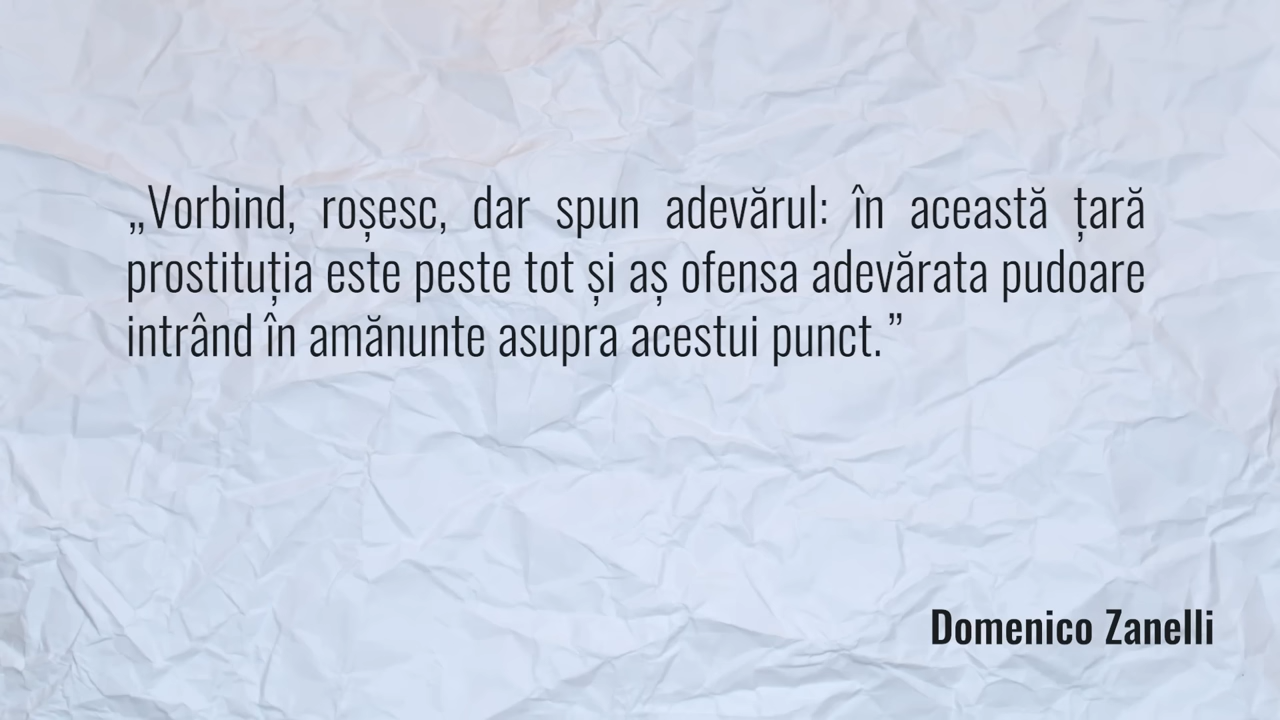 „Vorbind, roșesc, dar spun adevărul: în această țară
prostituția este peste tot și aș ofensa adevărata pudoare
intrând în amănunte asupra acestui punct.”
Domenico Zanelli